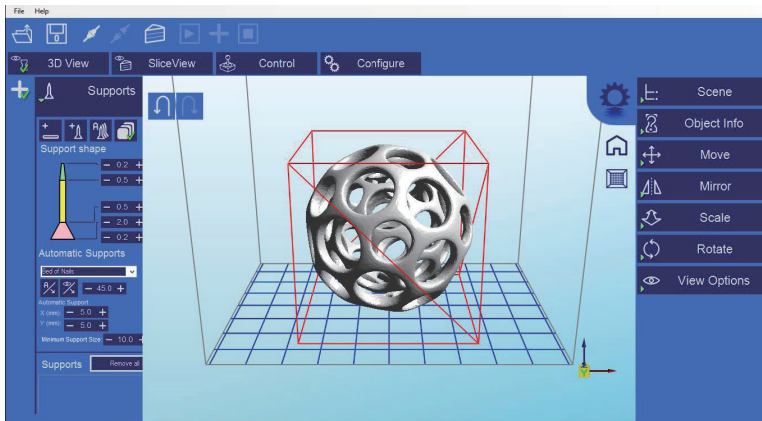 File Help
3D View SliceView Control Configure
Supports
Support shape
0.2
0.5
0.5
2.0
0.2
Automatic Supports
Bed of Nails
45.0
Automatic Support
X (mm): 5.0
Y (mm): 5.0
Minimum Support Size: 10.0
Supports Remove all
Scene
Object Info
Move
Mirror
Scale
Rotate
View Options
Y